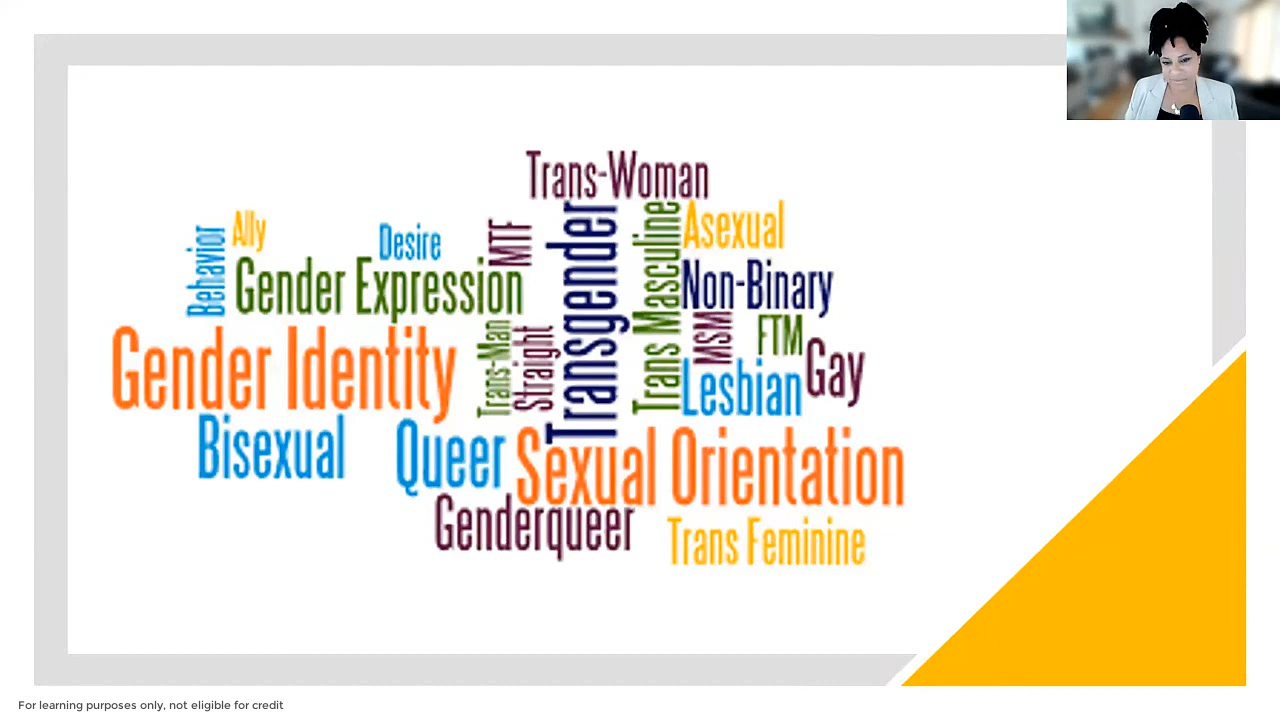 Trans-Woman
Ally
Desire
MTF
Asexual
Behavior
Gender Expression
Transgender
Trans Masculine
Non-Binary
Trans-Man
Straight
MSM
FTM
Gender Identity
Lesbian
Gay
Bisexual
Queer
Sexual Orientation
Genderqueer
Trans Feminine
For learning purposes only, not eligible for credit